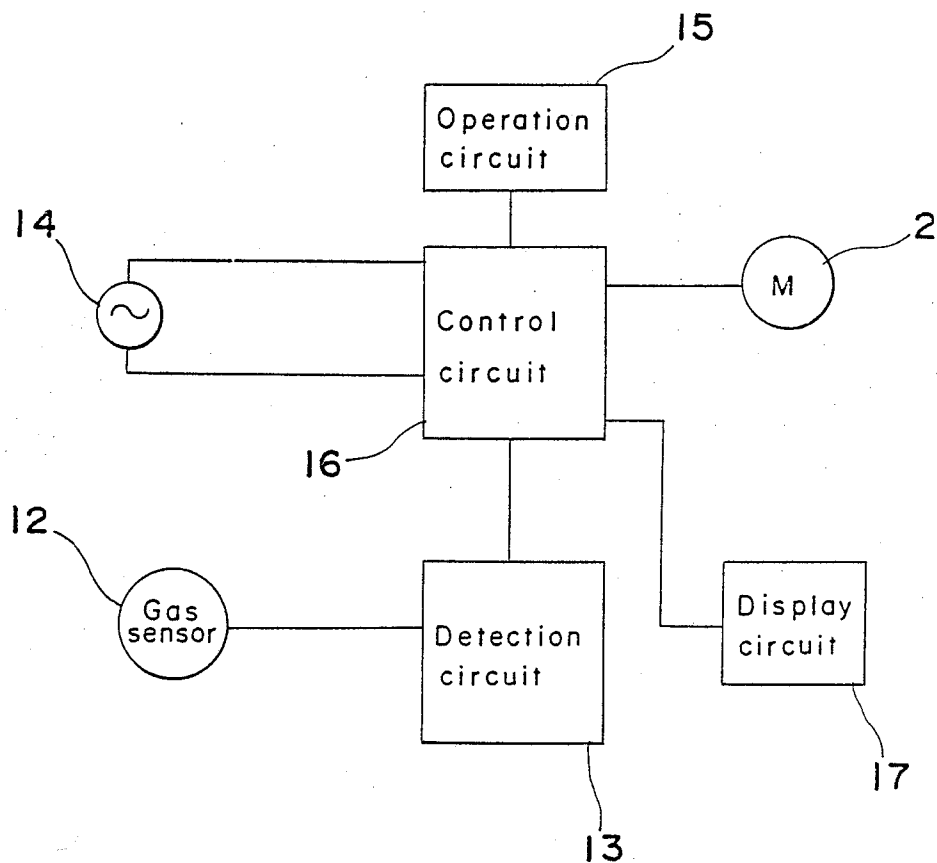 15
Operation
circuit
14
2
M
Control
circuit
16
12
Gas
sensor
Detection
circuit
Display
circuit
17
13